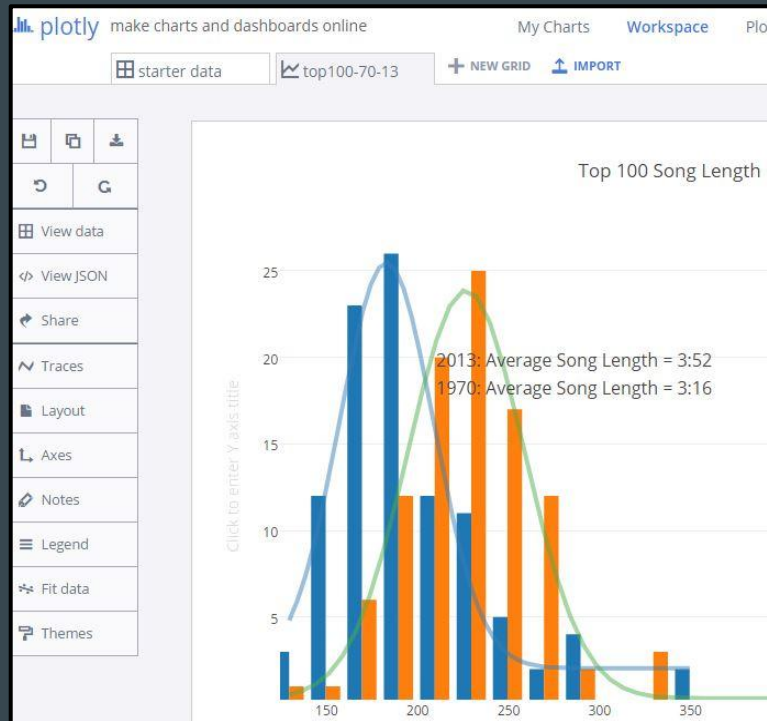 plotly make charts and dashboards online My Charts Workspace Plo
starter data top100-70-13 NEW GRID IMPORT
View data
View JSON
Share
Traces
Layout
Axes
Notes
Legend
Fit data
Themes
Top 100 Song Length
2013: Average Song Length = 3:52
1970: Average Song Length = 3:16
Click to enter Y axis title
25
20
15
10
5
150 200 250 300 350